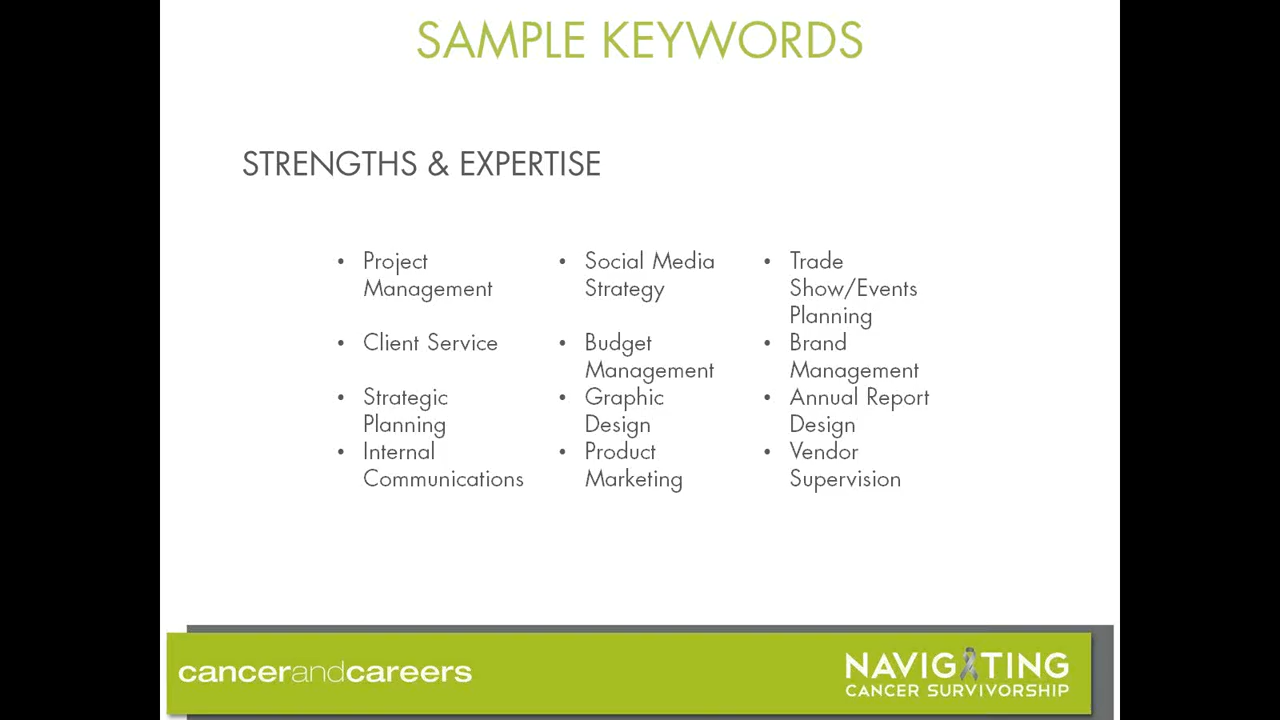 SAMPLE KEYWORDS
STRENGTHS & EXPERTISE
• Project
Management
• Client Service
• Strategic
Planning
• Internal
Communications
• Social Media
Strategy
• Budget
Management
• Graphic
Design
• Product
Marketing
• Trade
Show/Events
Planning
• Brand
Management
• Annual Report
Design
• Vendor
Supervision
cancerandcareers
NAVIGATING
CANCER SURVIVORSHIP